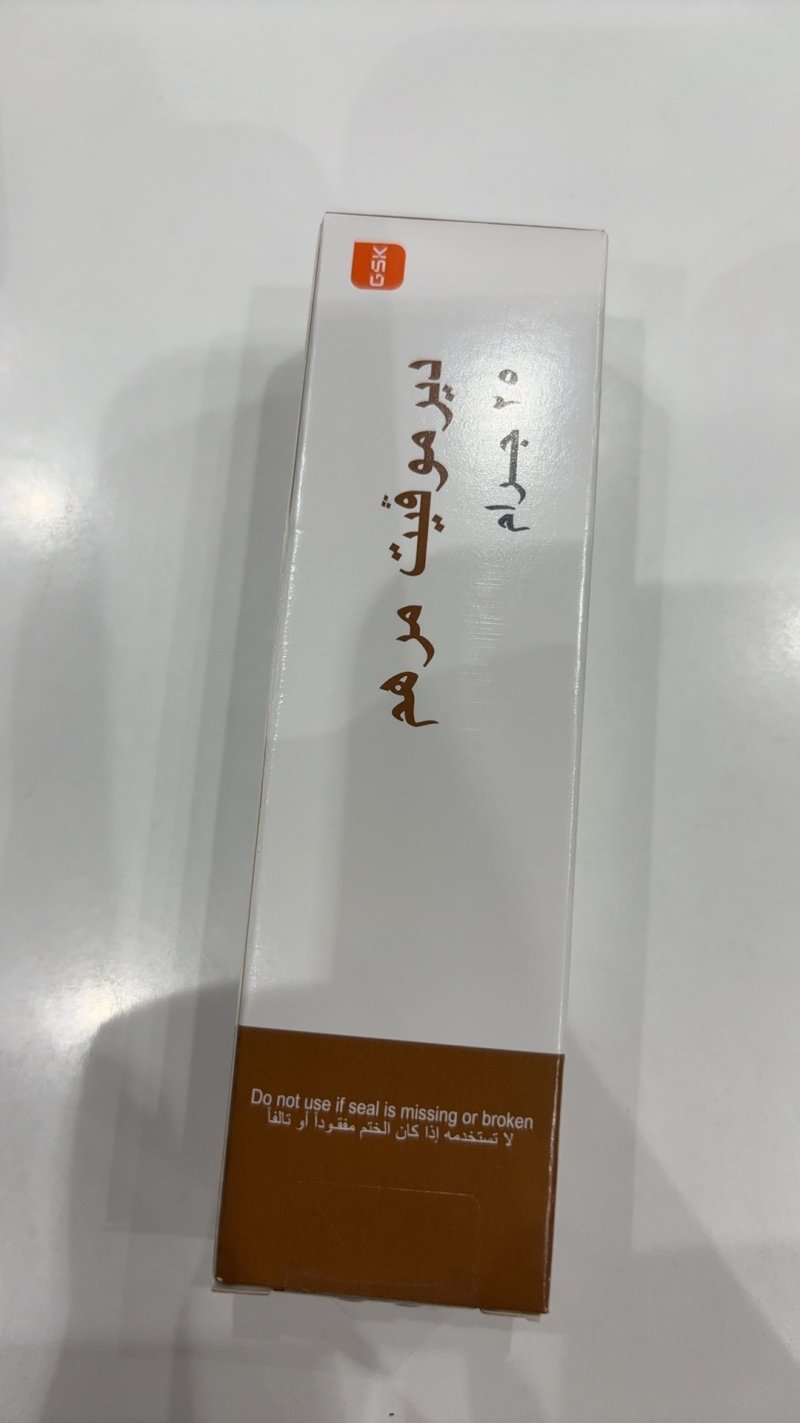 GSK
ديرموڤيت مرهم
٢٥ جرام
Do not use if seal is missing or broken
لا تستخدمه إذا كان الختم مفقوداً أو تالفاً